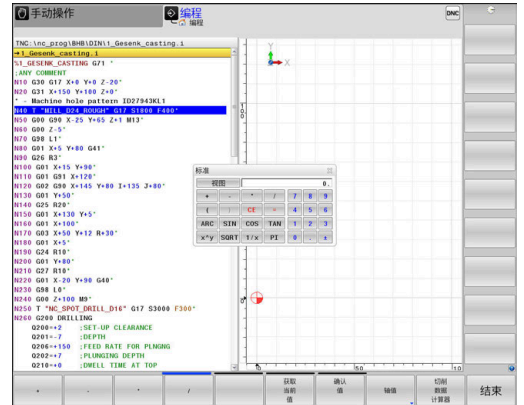 手动操作
编程
编程
DNC
TNC:\nc_prog\BHB\DIN\1_Gesenk_casting.i
→1_Gesenk_casting.i
%1_GESENK_CASTING G71 *
;ANY COMMENT
N10 G30 G17 X+0 Y+0 Z-20*
N20 G31 X+150 Y+100 Z+0*
* - Machine hole pattern ID27943KL1
N40 T "MILL_D24_ROUGH" G17 S1800 F400*
N50 G00 G90 X-25 Y+65 Z+1 M13*
N60 G00 Z-5*
N70 G98 L1*
N80 G01 X+5 Y+80 G41*
N90 G26 R3*
N100 G01 X+15 Y+90*
N110 G01 G91 X+120*
N120 G02 G90 X+145 Y+80 I+135 J+80*
N130 G01 Y+50*
N140 G25 R20*
N150 G01 X+130 Y+5*
N160 G01 X+100*
N170 G03 X+50 Y+12 R+30*
N180 G01 X+5*
N190 G24 R10*
N200 G01 Y+80*
N210 G27 R10*
N220 G01 X-20 Y+90 G40*
N230 G98 L0*
N240 G00 Z+100 M9*
N250 T "NC_SPOT_DRILL_D16" G17 S3000 F300*
N260 G200 DRILLING
Q200=+2 ;SET-UP CLEARANCE
Q201=-7 ;DEPTH
Q206=+150 ;FEED RATE FOR PLNGNG
Q202=+7 ;PLUNGING DEPTH
Q210=+0 ;DWELL TIME AT TOP
Y
X
标准
视图
0.
+ - * / 7 8 9
( ) CE = 4 5 6
ARC SIN COS TAN 1 2 3
x^y SQRT 1/x PI 0 . ±
0 50 100
+ - * /
获取
当前
值
确认
值
轴值
切削
数据
计算器
结束